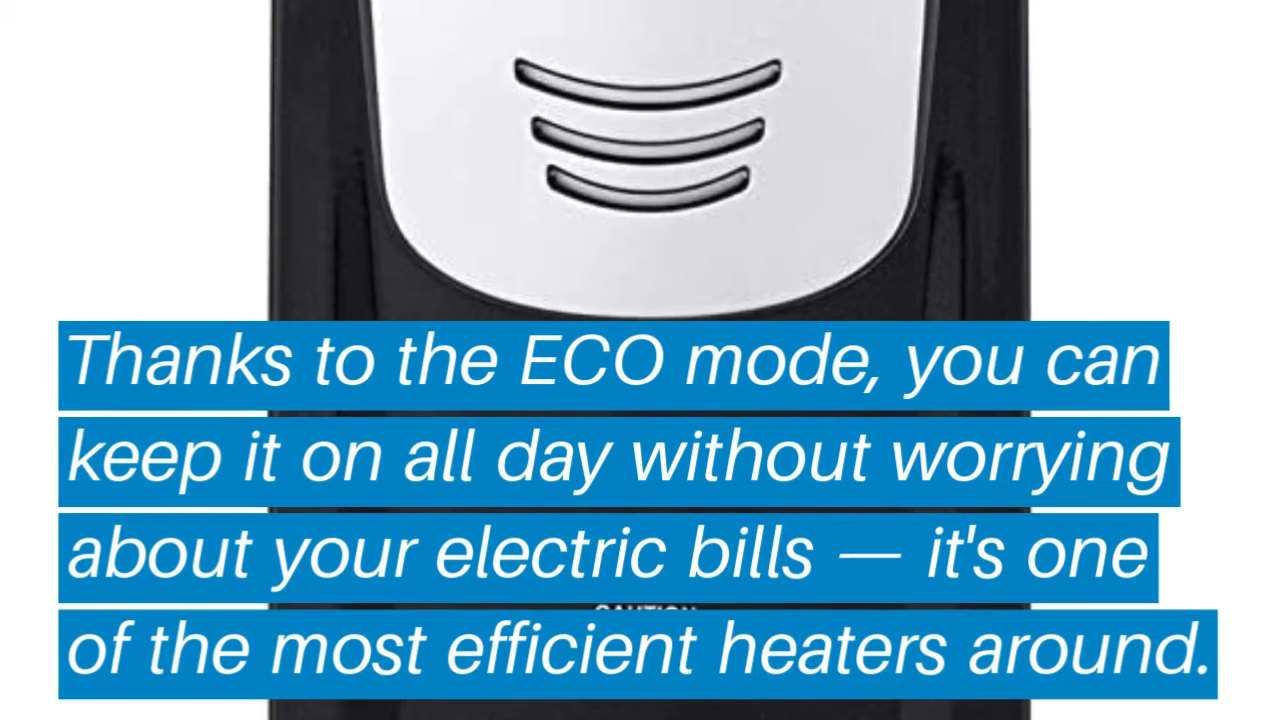 Thanks to the ECO mode, you can
keep it on all day without worrying
about your electric bills — it's one
of the most efficient heaters around.